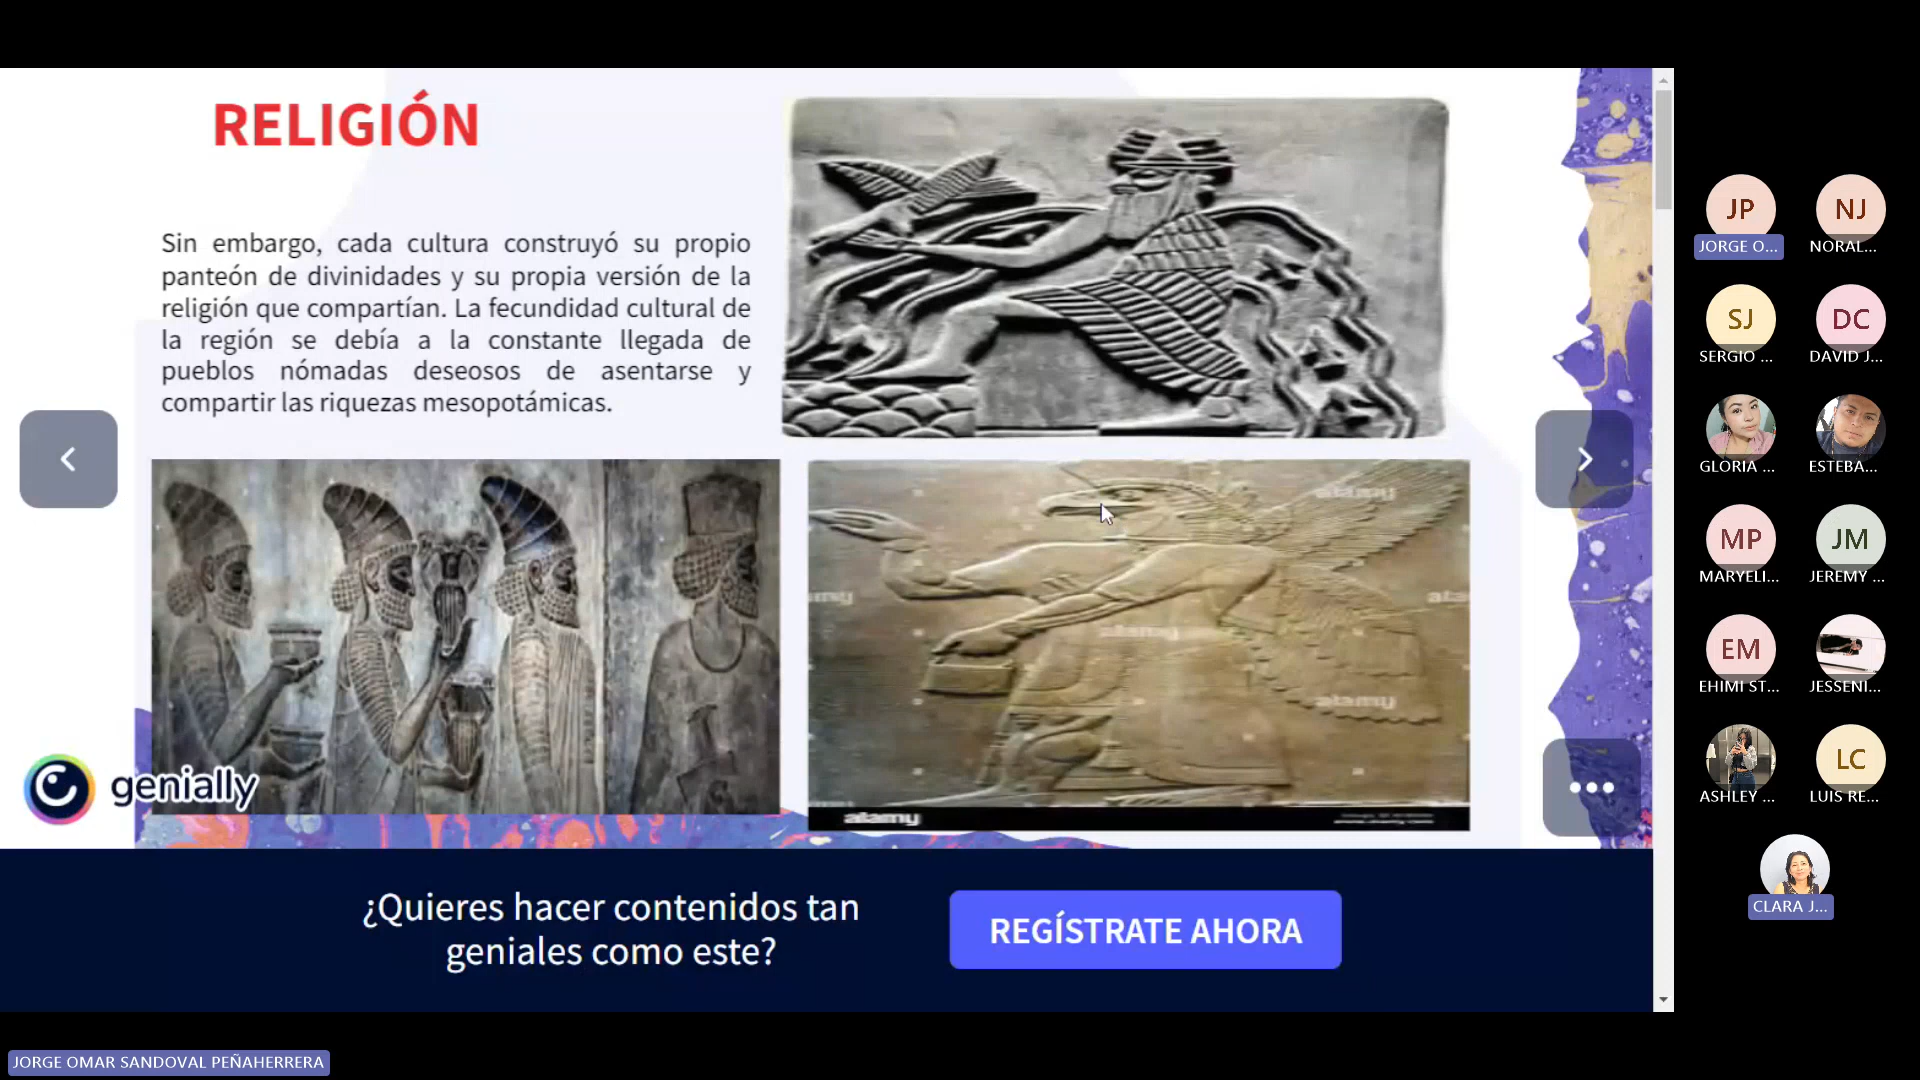 RELIGIÓN
Sin embargo, cada cultura construyó su propio
panteón de divinidades y su propia versión de la
religión que compartían. La fecundidad cultural de
la región se debía a la constante llegada de
pueblos nómadas deseosos de asentarse y
compartir las riquezas mesopotámicas.
alamy
alamy
alamy
alamy
genially
¿Quieres hacer contenidos tan
geniales como este?
REGÍSTRATE AHORA
JP
JORGE O...
NJ
NORAL...
SJ
SERGIO ...
DC
DAVID J...
GLORIA ...
ESTEBA...
MP
MARYELI...
JM
JEREMY ...
EM
EHIMI ST...
JESSENI...
ASHLEY ...
LC
LUIS RE...
CLARA J...
JORGE OMAR SANDOVAL PEÑAHERRERA